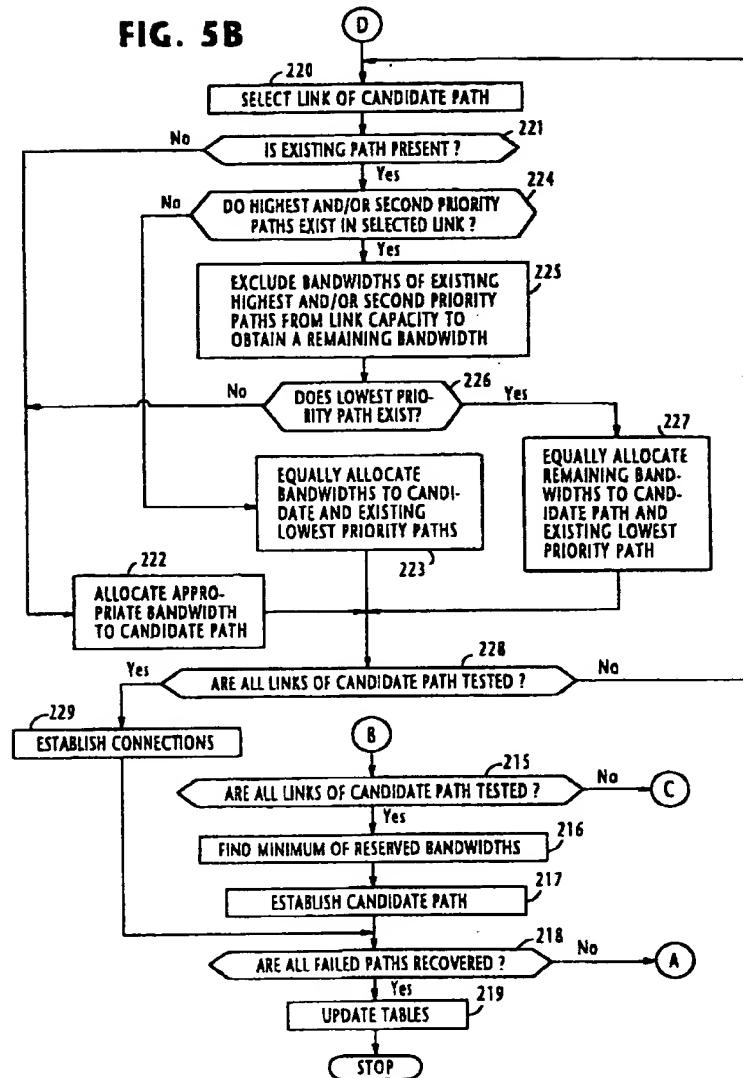 FIG. 5B
D
220
SELECT LINK OF CANDIDATE PATH
221
No
IS EXISTING PATH PRESENT ?
Yes
224
No
DO HIGHEST AND/OR SECOND PRIORITY
PATHS EXIST IN SELECTED LINK ?
Yes
225
EXCLUDE BANDWIDTHS OF EXISTING
HIGHEST AND/OR SECOND PRIORITY
PATHS FROM LINK CAPACITY TO
OBTAIN A REMAINING BANDWIDTH
226
No
DOES LOWEST PRIO-
RITY PATH EXIST?
Yes
227
EQUALLY ALLOCATE
REMAINING BAND-
WIDTHS TO CAND-
IDATE PATH AND
EXISTING LOWEST
PRIORITY PATH
EQUALLY ALLOCATE
BANDWIDTHS TO CANDI-
DATE AND EXISTING
LOWEST PRIORITY PATHS
223
222
ALLOCATE APPRO-
PRIATE BANDWIDTH
TO CANDIDATE PATH
228
Yes
ARE ALL LINKS OF CANDIDATE PATH TESTED ?
No
229
ESTABLISH CONNECTIONS
B
215
ARE ALL LINKS OF CANDIDATE PATH TESTED ?
No
C
Yes
216
FIND MINIMUM OF RESERVED BANDWIDTHS
217
ESTABLISH CANDIDATE PATH
218
ARE ALL FAILED PATHS RECOVERED ?
No
A
Yes
219
UPDATE TABLES
STOP